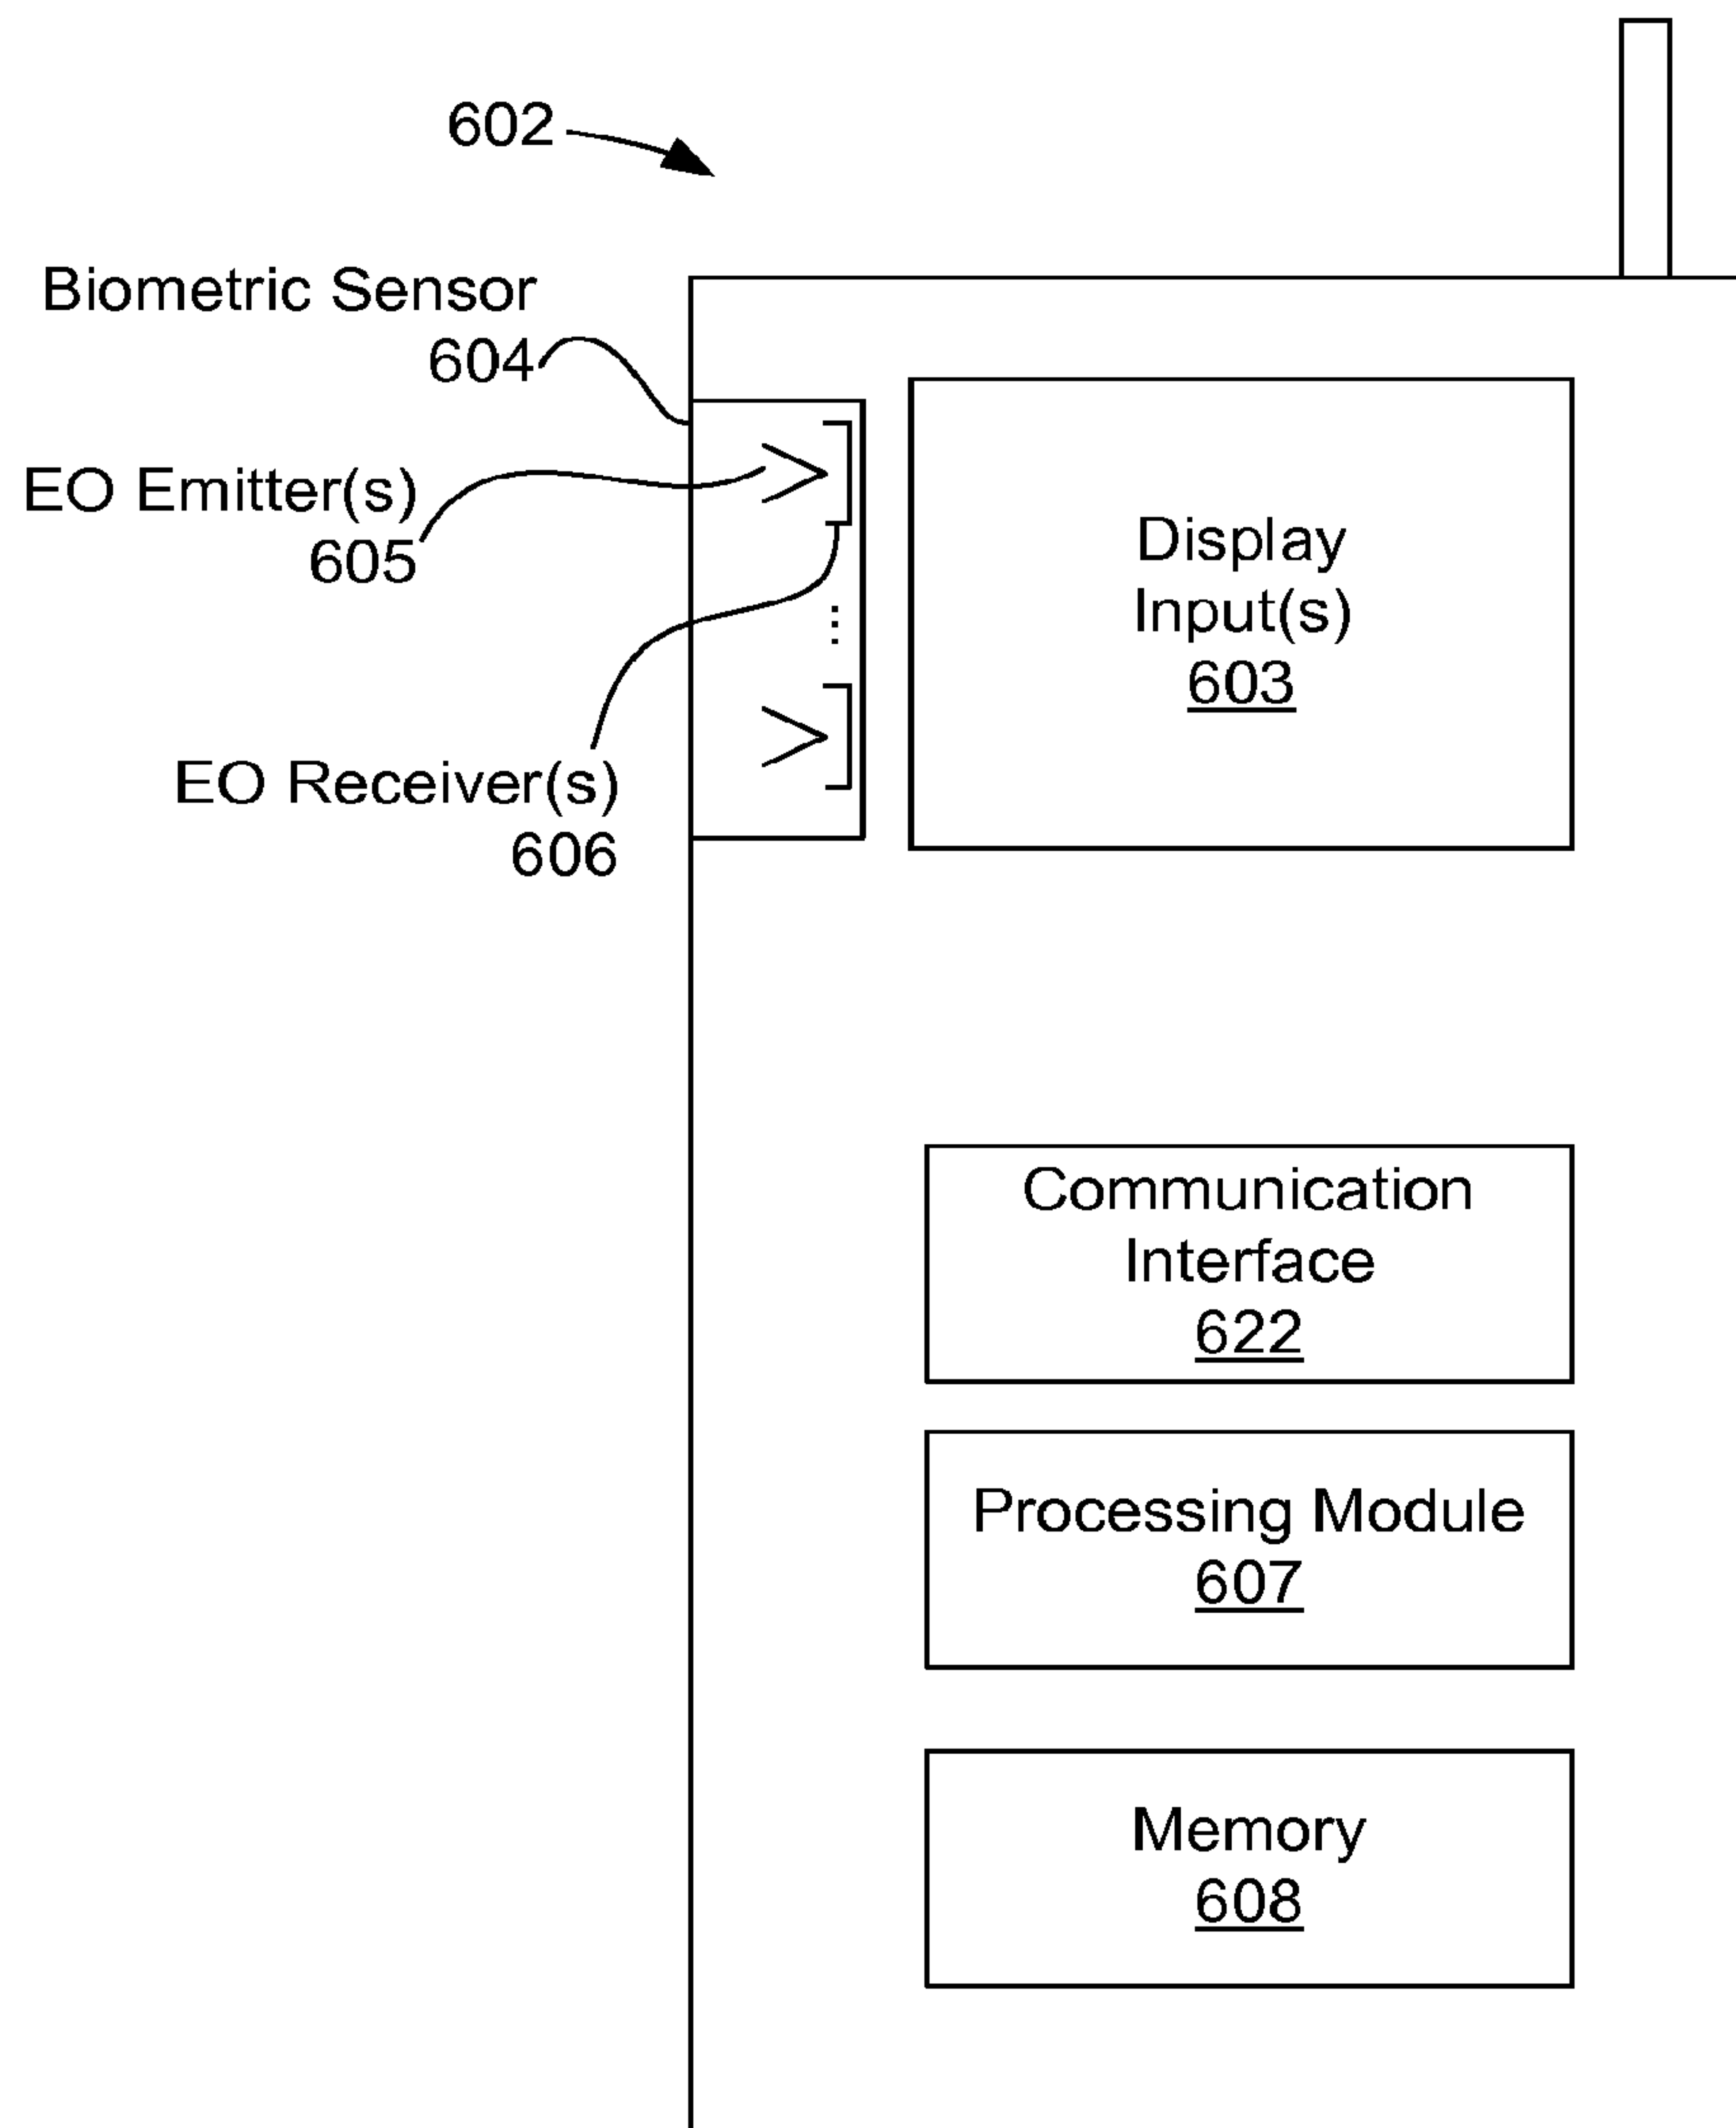 602
Biometric Sensor
604
EO Emitter(s)
605
EO Receiver(s)
606
Display
Input(s)
603
Communication
Interface
622
Processing Module
607
Memory
608